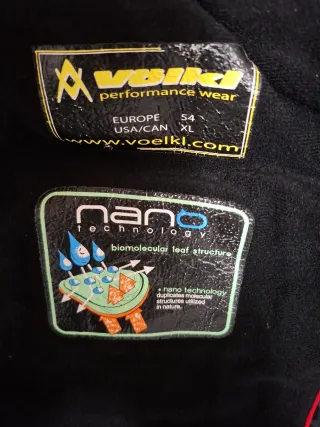 völkl
performance wear
EUROPE 54
USA/CAN XL
www.voelkl.com
nano
technology
biomolecular leaf structure
• nano technology
duplicates molecular
structures utilized
in nature.